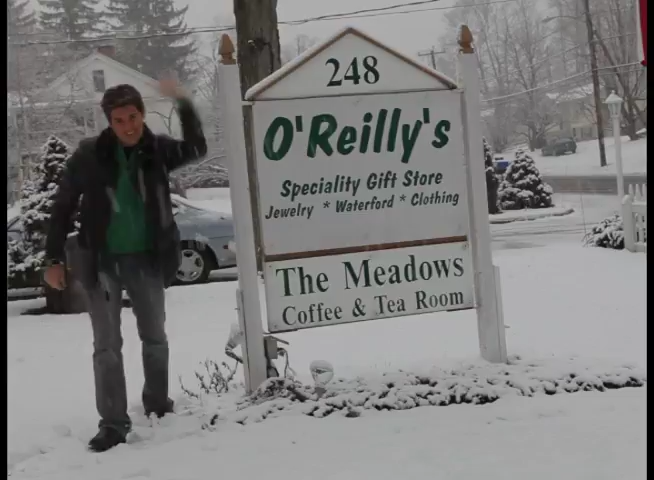 248
O'Reilly's
Speciality Gift Store
Jewelry * Waterford * Clothing
The Meadows
Coffee & Tea Room